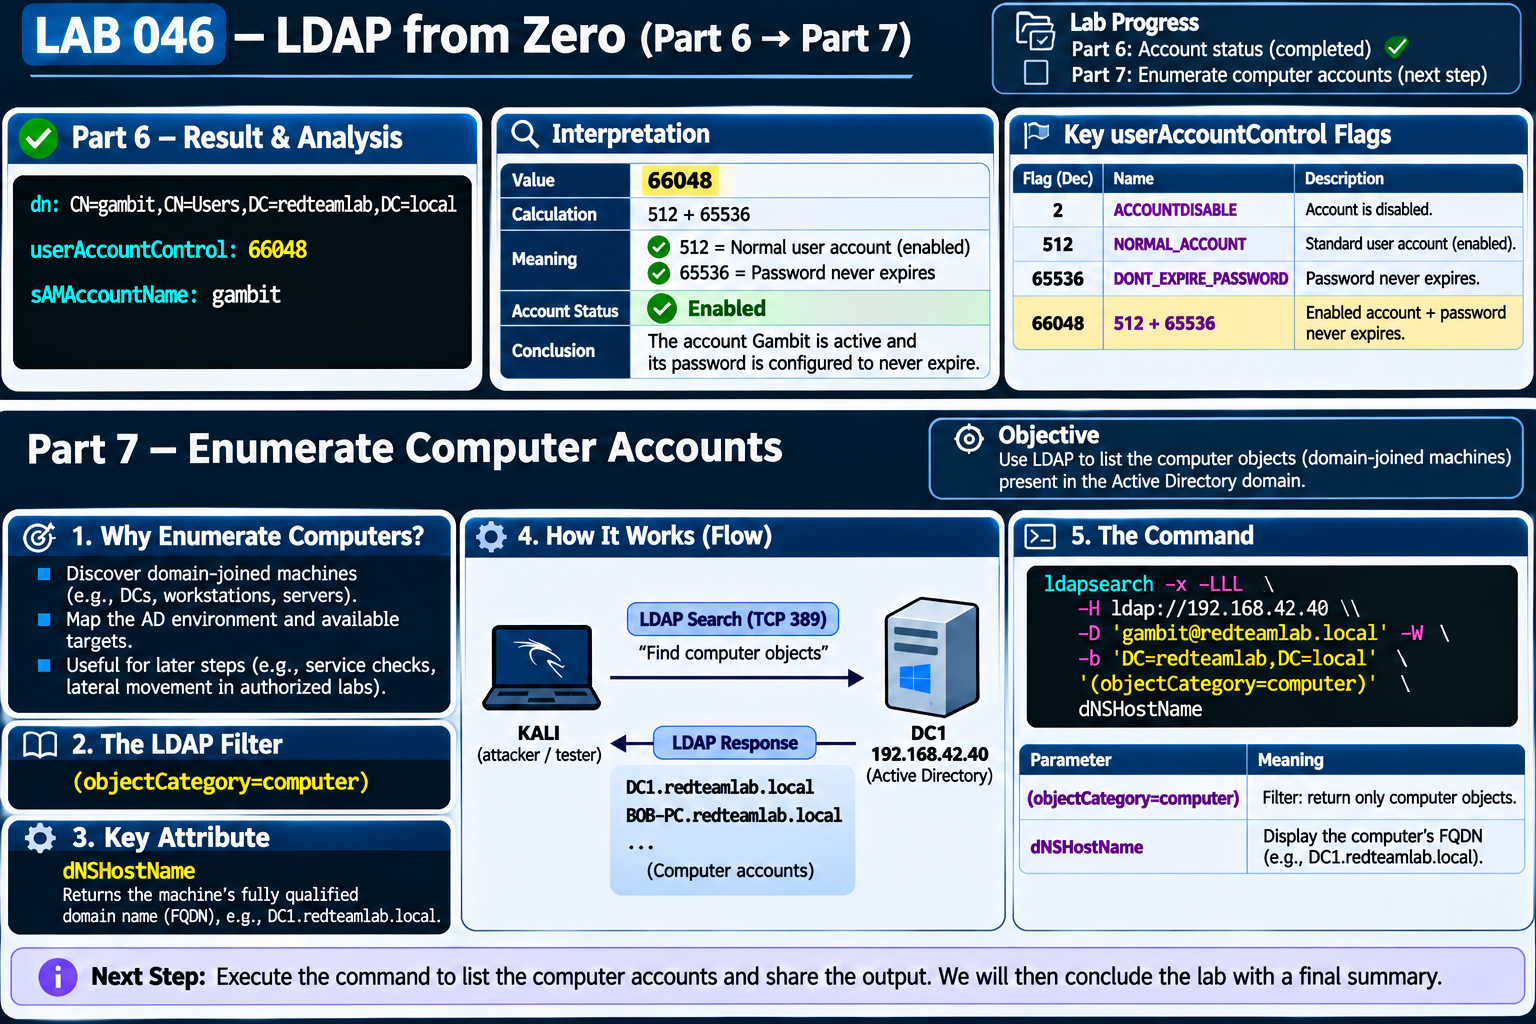 LAB 046 – LDAP from Zero (Part 6 → Part 7)
Lab Progress
Part 6: Account status (completed)
Part 7: Enumerate computer accounts (next step)
Part 6 – Result & Analysis
dn: CN=gambit,CN=Users,DC=redteamlab,DC=local
userAccountControl: 66048
sAMAccountName: gambit
Interpretation
Value 66048
Calculation 512 + 65536
Meaning 512 = Normal user account (enabled)
65536 = Password never expires
Account Status Enabled
Conclusion The account Gambit is active and
its password is configured to never expire.
Key userAccountControl Flags
Flag (Dec) Name Description
2 ACCOUNTDISABLE Account is disabled.
512 NORMAL_ACCOUNT Standard user account (enabled).
65536 DONT_EXPIRE_PASSWORD Password never expires.
66048 512 + 65536 Enabled account + password
never expires.
Part 7 – Enumerate Computer Accounts
Objective
Use LDAP to list the computer objects (domain-joined machines)
present in the Active Directory domain.
1. Why Enumerate Computers?
Discover domain-joined machines
(e.g., DCs, workstations, servers).
Map the AD environment and available
targets.
Useful for later steps (e.g., service checks,
lateral movement in authorized labs).
2. The LDAP Filter
(objectCategory=computer)
3. Key Attribute
dNSHostName
Returns the machine's fully qualified
domain name (FQDN), e.g., DC1.redteamlab.local.
4. How It Works (Flow)
LDAP Search (TCP 389)
“Find computer objects”
KALI
(attacker / tester)
DC1
192.168.42.40
(Active Directory)
LDAP Response
DC1.redteamlab.local
BOB-PC.redteamlab.local
...
(Computer accounts)
5. The Command
ldapsearch -x -LLL \
-H ldap://192.168.42.40 \\
-D 'gambit@redteamlab.local' -W \
-b 'DC=redteamlab,DC=local' \
'(objectCategory=computer)' \
dNSHostName
Parameter Meaning
(objectCategory=computer) Filter: return only computer objects.
dNSHostName Display the computer's FQDN
(e.g., DC1.redteamlab.local).
i Next Step: Execute the command to list the computer accounts and share the output. We will then conclude the lab with a final summary.